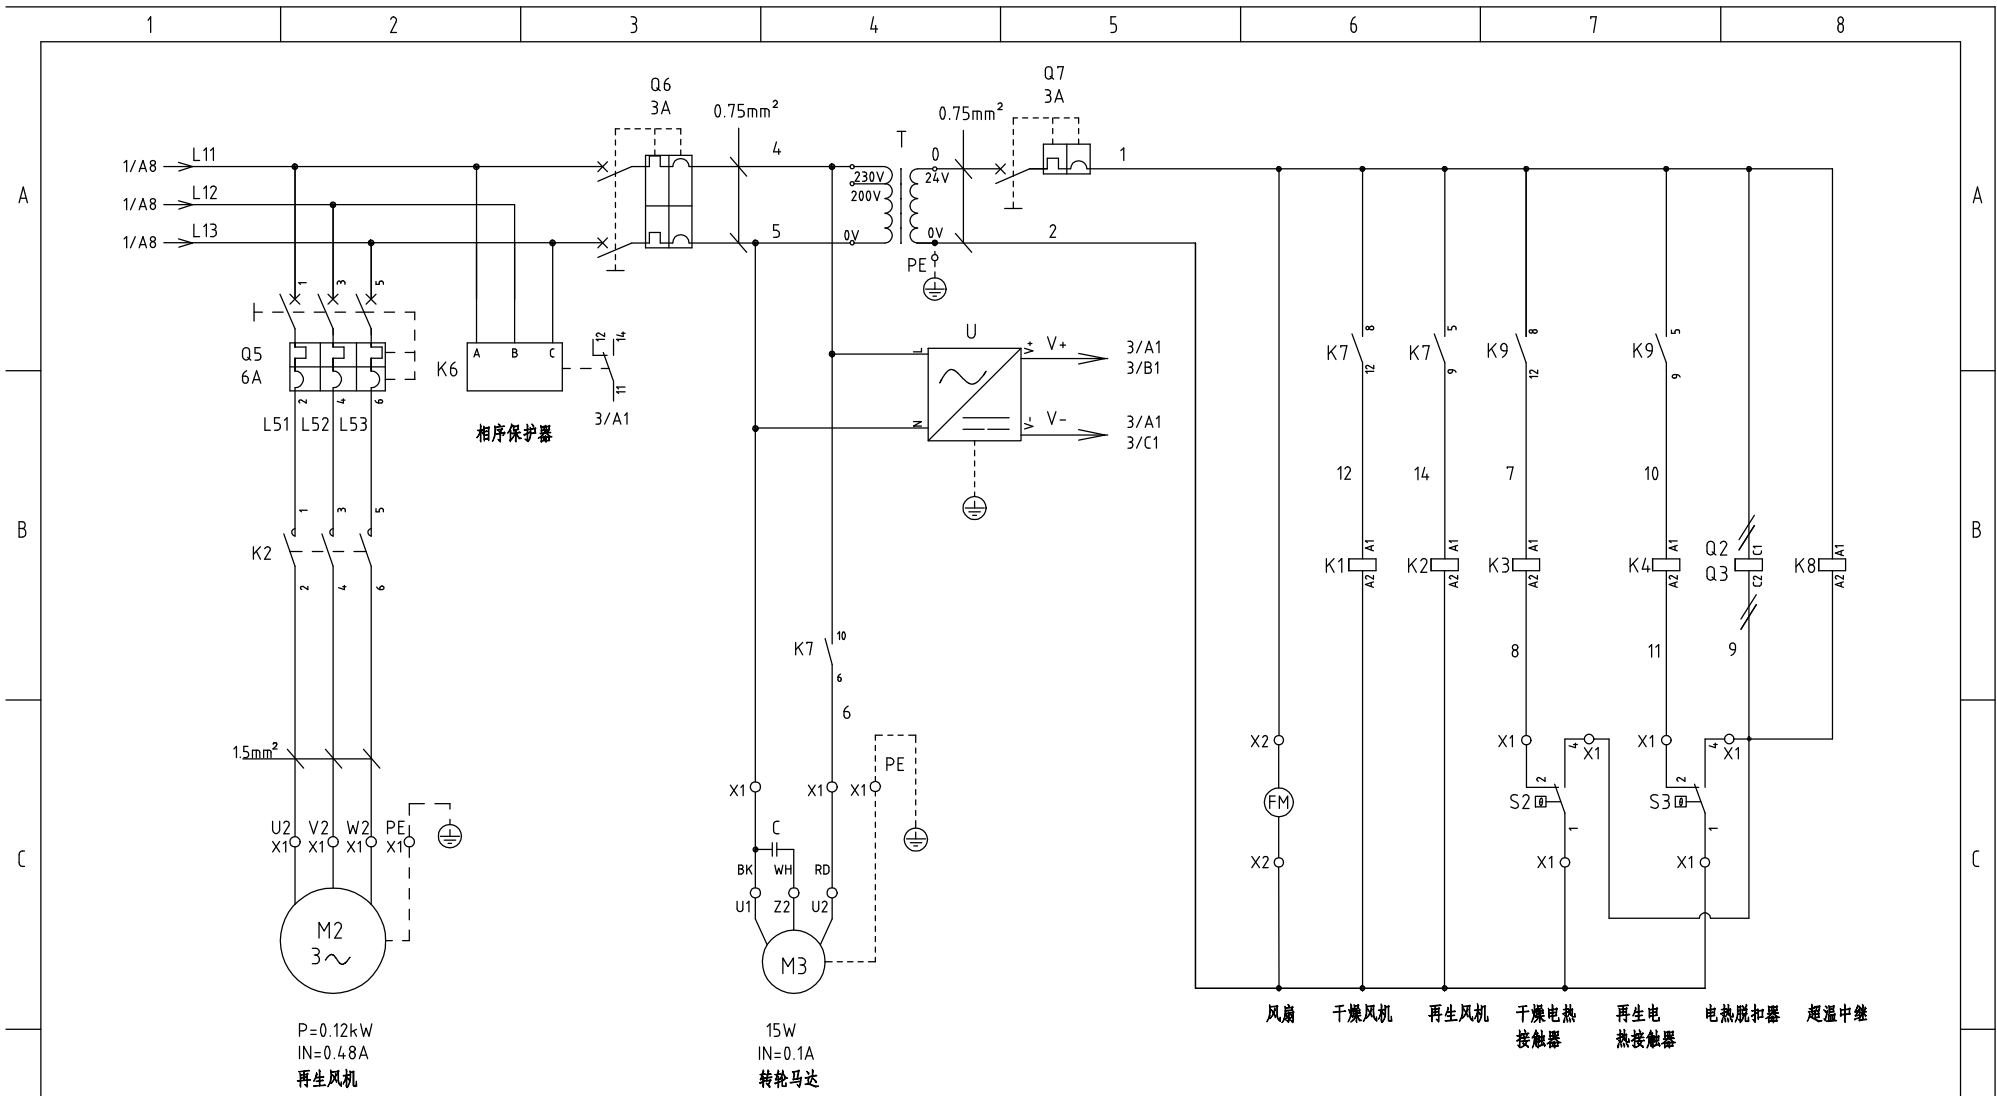 1 2 3 4 5 6 7 8
Q6
3A
0.75mm²
Q7
3A
0.75mm²
A
1/A8 L11
1/A8 L12
1/A8 L13
4
5
T
230V
200V
0V
0
24V
0V
PE
1
2
A
1 3 5
Q5
6A
2 4 6
L51 L52 L53
K6
A B C
12 14
11
3/A1
相序保护器
U
L
N
V+
V-
V+
3/A1
3/B1
V-
3/A1
3/C1
K7 8
12
K7 5
9
K9 8
12
K9 5
9
12 14 7 10
B
1 3 5
K2
2 4 6
K1 A1
A2
K2 A1
A2
K3 A1
A2
K4 A1
A2
Q2
Q3
C1
C2
K8 A1
A2
B
K7 10
6
6
8 11 9
1.5mm²
X2
X1
4
X1
X1
4
X1
PE
X1 X1 X1
S2 θ
2
1
S3 θ
2
1
FM
C
U2 V2 W2 PE
X1 X1 X1 X1
C
BK WH RD
U1 Z2 U2
X2
X1
X1
C
M2
3~
M3
P=0.12kW
IN=0.48A
再生风机
15W
IN=0.1A
转轮马达
风扇
干燥风机
再生风机
干燥电热
接触器
再生电
热接触器
电热脱扣器
超温中继